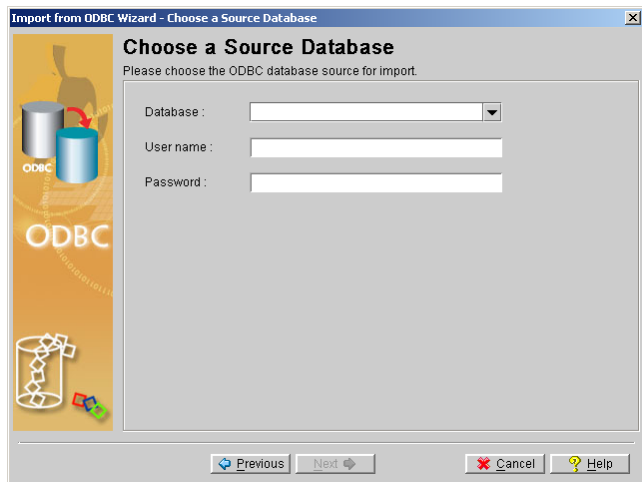 Import from ODBC Wizard - Choose a Source Database
Choose a Source Database
Please choose the ODBC database source for import.
Database :
User name :
Password :
ODBC
ODBC
Previous Next Cancel Help